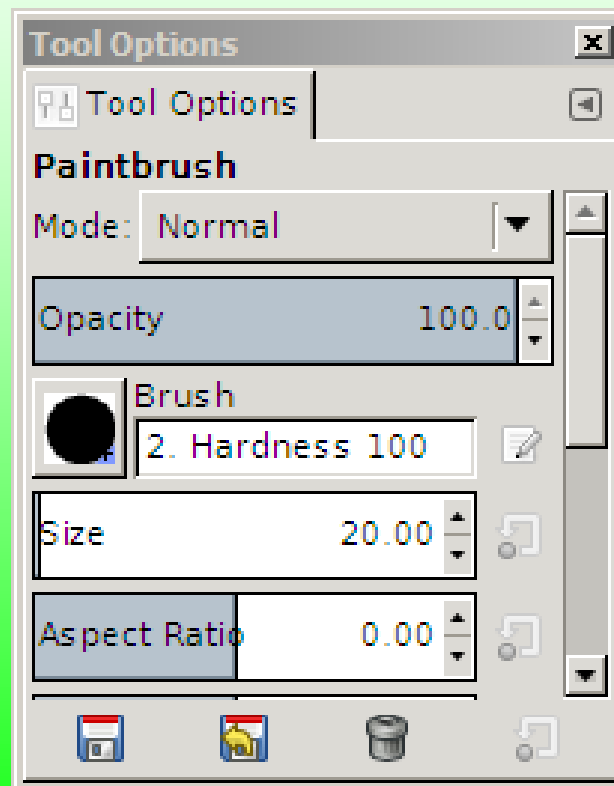 Tool Options
Tool Options
Paintbrush
Mode: Normal
Opacity 100.0
Brush
2. Hardness 100
Size 20.00
Aspect Ratio 0.00